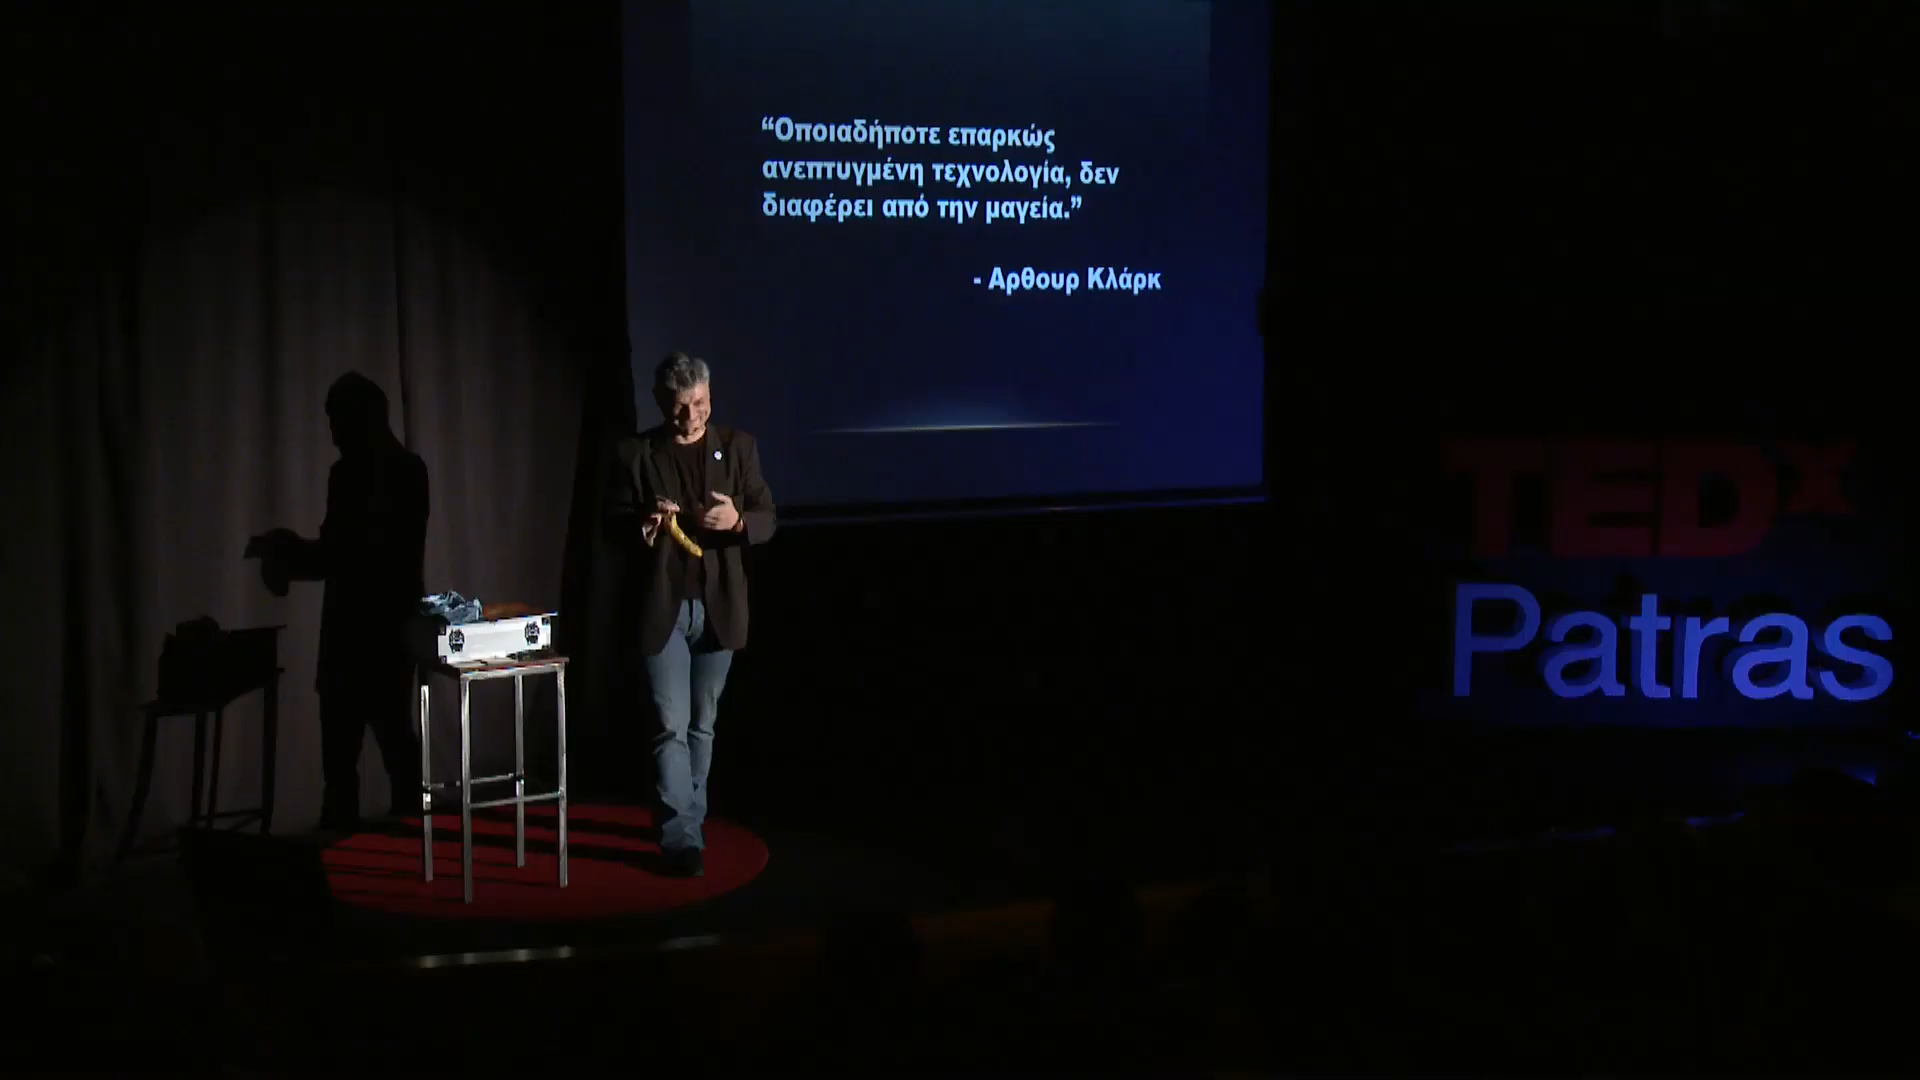 “Οποιαδήποτε επαρκώς
ανεπτυγμένη τεχνολογία, δεν
διαφέρει από την μαγεία.”
- Αρθουρ Κλάρκ
TEDx
Patras